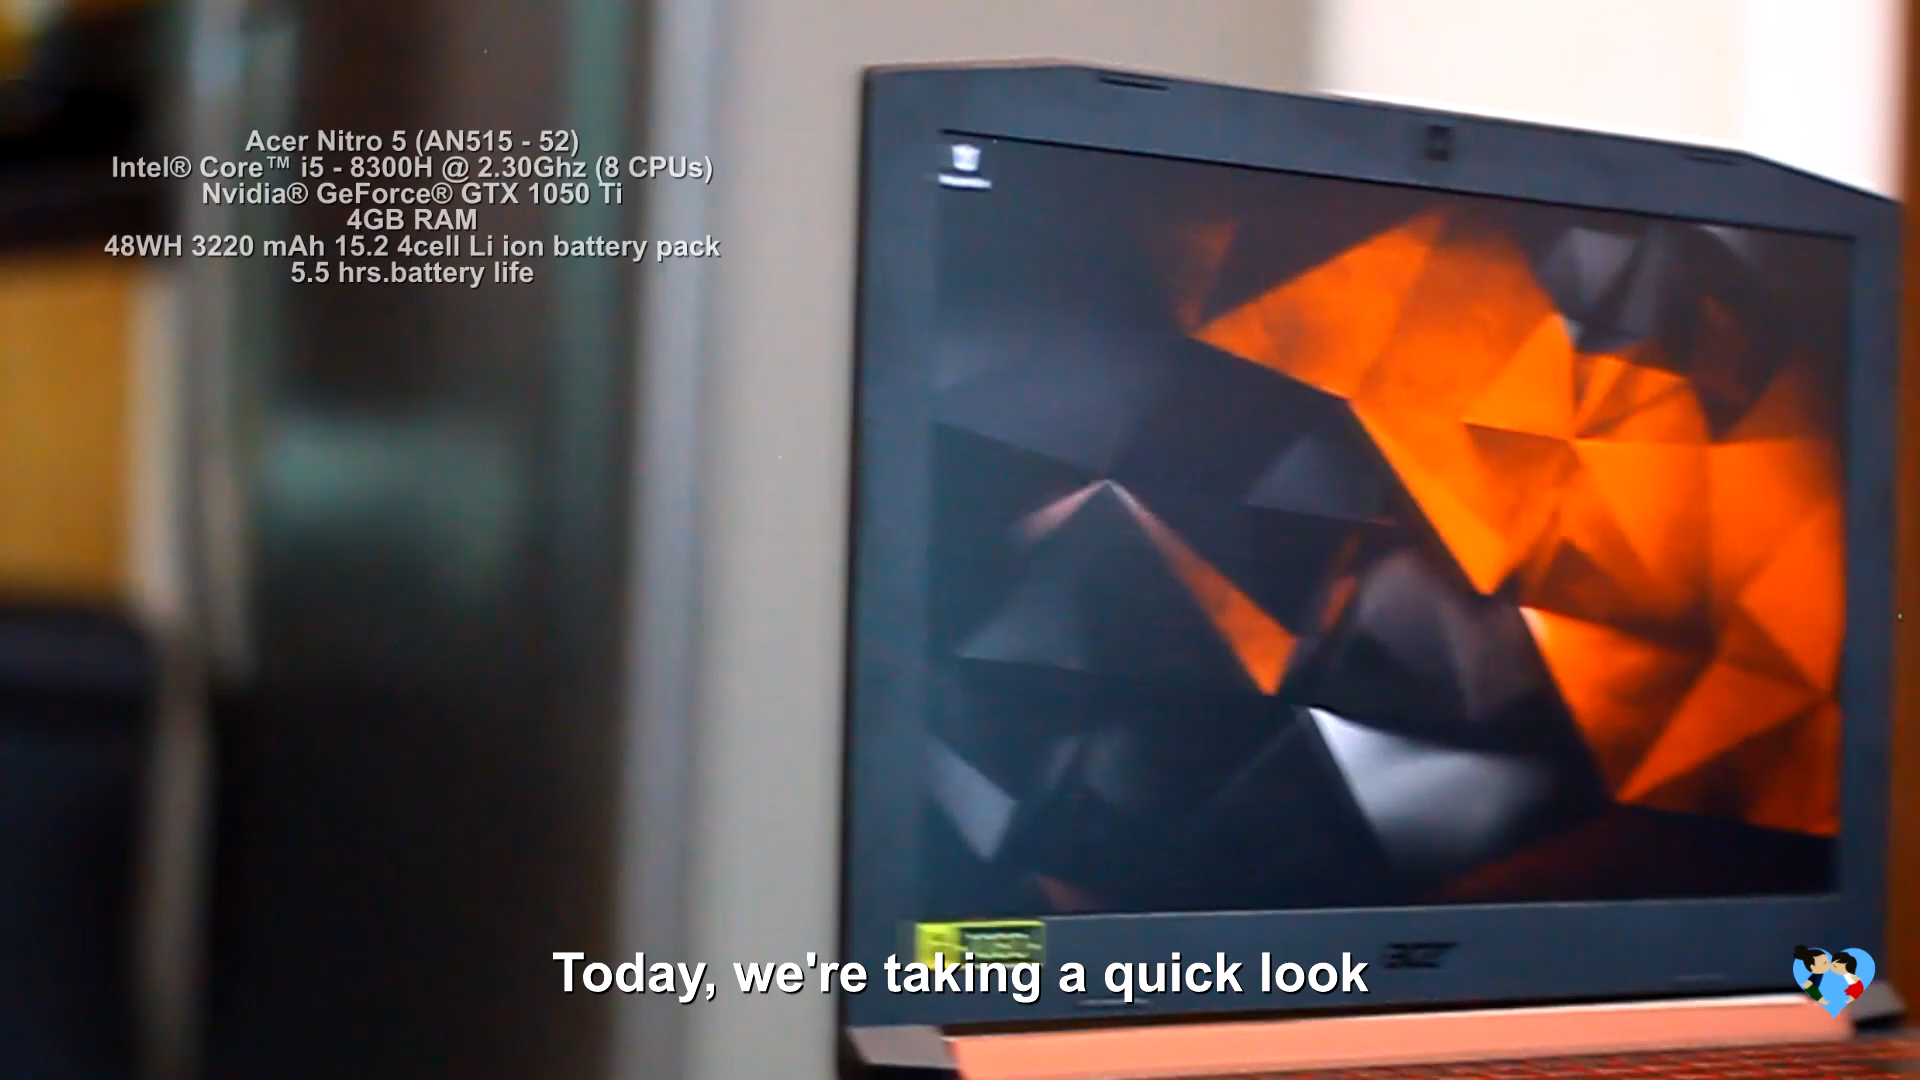 Acer Nitro 5 (AN515 - 52)
Intel® Core™ i5 - 8300H @ 2.30Ghz (8 CPUs)
Nvidia® GeForce® GTX 1050 Ti
4GB RAM
48WH 3220 mAh 15.2 4cell Li ion battery pack
5.5 hrs.battery life
acer
Today, we're taking a quick look